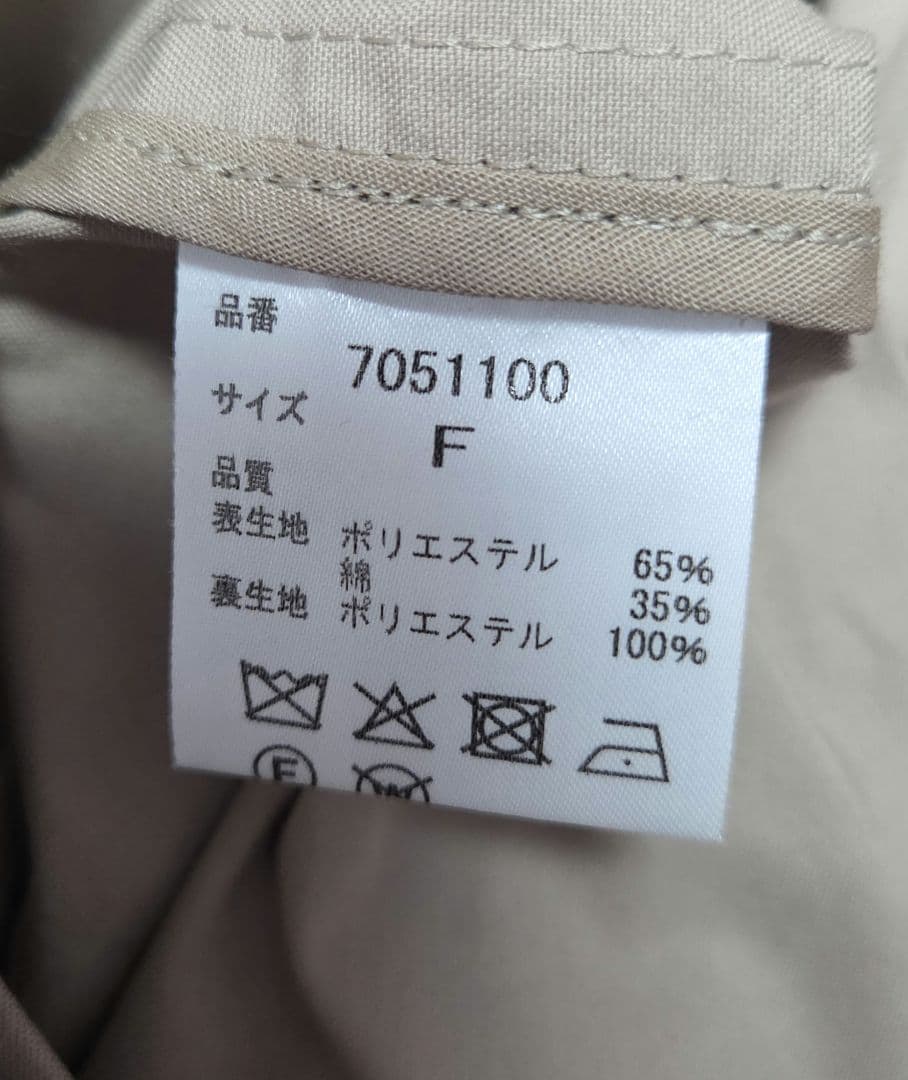 品番
7051100
サイズ
F
品質
表生地 ポリエステル 65%
綿 35%
裏生地 ポリエステル 100%
F
W